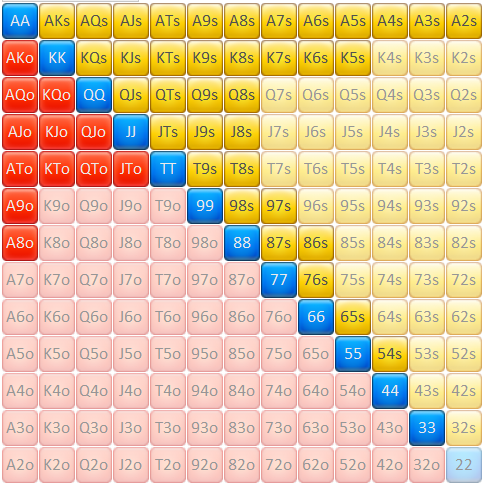 AA AKs AQs AJs ATs A9s A8s A7s A6s A5s A4s A3s A2s
AKo KK KQs KJs KTs K9s K8s K7s K6s K5s K4s K3s K2s
AQo KQo QQ QJs QTs Q9s Q8s Q7s Q6s Q5s Q4s Q3s Q2s
AJo KJo QJo JJ JTs J9s J8s J7s J6s J5s J4s J3s J2s
ATo KTo QTo JTo TT T9s T8s T7s T6s T5s T4s T3s T2s
A9o K9o Q9o J9o T9o 99 98s 97s 96s 95s 94s 93s 92s
A8o K8o Q8o J8o T8o 98o 88 87s 86s 85s 84s 83s 82s
A7o K7o Q7o J7o T7o 97o 87o 77 76s 75s 74s 73s 72s
A6o K6o Q6o J6o T6o 96o 86o 76o 66 65s 64s 63s 62s
A5o K5o Q5o J5o T5o 95o 85o 75o 65o 55 54s 53s 52s
A4o K4o Q4o J4o T4o 94o 84o 74o 64o 54o 44 43s 42s
A3o K3o Q3o J3o T3o 93o 83o 73o 63o 53o 43o 33 32s
A2o K2o Q2o J2o T2o 92o 82o 72o 62o 52o 42o 32o 22